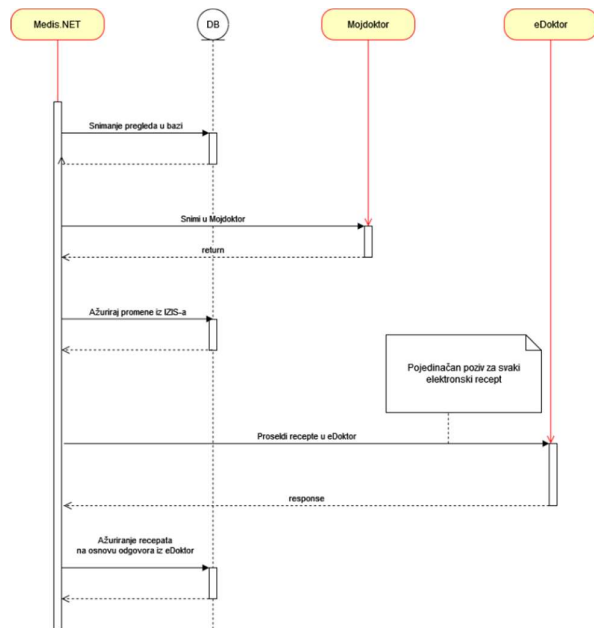 Medis.NET
DB
Mojdoktor
eDoktor
Snimanje pregleda u bazi
Snimi u Mojdoktor
return
Ažuriraj promene iz IZIS-a
Pojedinačan poziv za svaki
elektronski recept
Proseldi recepte u eDoktor
response
Ažuriranje recepata
na osnovu odgovora iz eDoktor